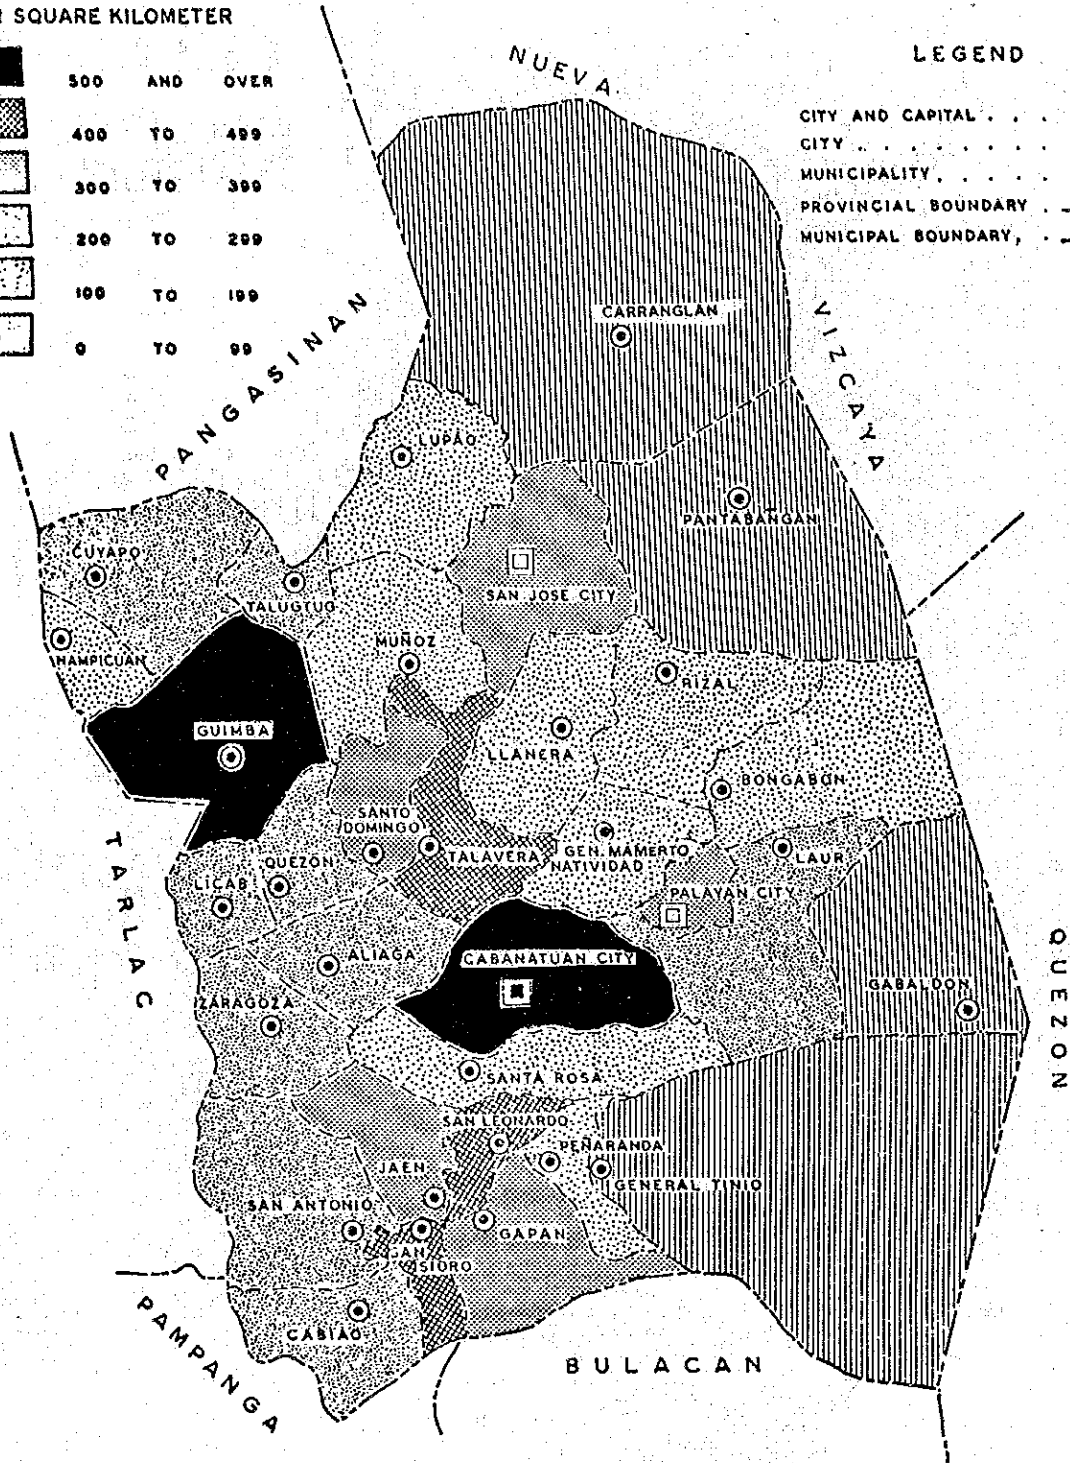 SQUARE KILOMETER
500 AND OVER
400 TO 499
300 TO 399
200 TO 299
100 TO 199
0 TO 99
LEGEND
CITY AND CAPITAL . . .
CITY . . . . . . . .
MUNICIPALITY . . . . .
PROVINCIAL BOUNDARY . _
MUNICIPAL BOUNDARY, . _
NUEVA
VIZCAYA
PANGASINAN
CARRANGLAN
LUPAO
PANTABANGAN
CUYAPO
SAN JOSE CITY
TALUGTUG
MUÑOZ
NAMPICUAN
RIZAL
GUIMBA
LLANERA
BONGABON
SANTO
DOMINGO
TALAVERA
GEN. MAMERTO
NATIVIDAD
LAUR
QUEZON
LICAB
PALAYAN CITY
TARLAC
ALIAGA
CABANATUAN CITY
GABALDON
QUEZON
ZARAGOZA
SANTA ROSA
SAN LEONARDO
PEÑARANDA
JAEN
GENERAL TINIO
SAN ANTONIO
GAPAN
SAN
ISIDRO
CABIAO
PAMPANGA
BULACAN